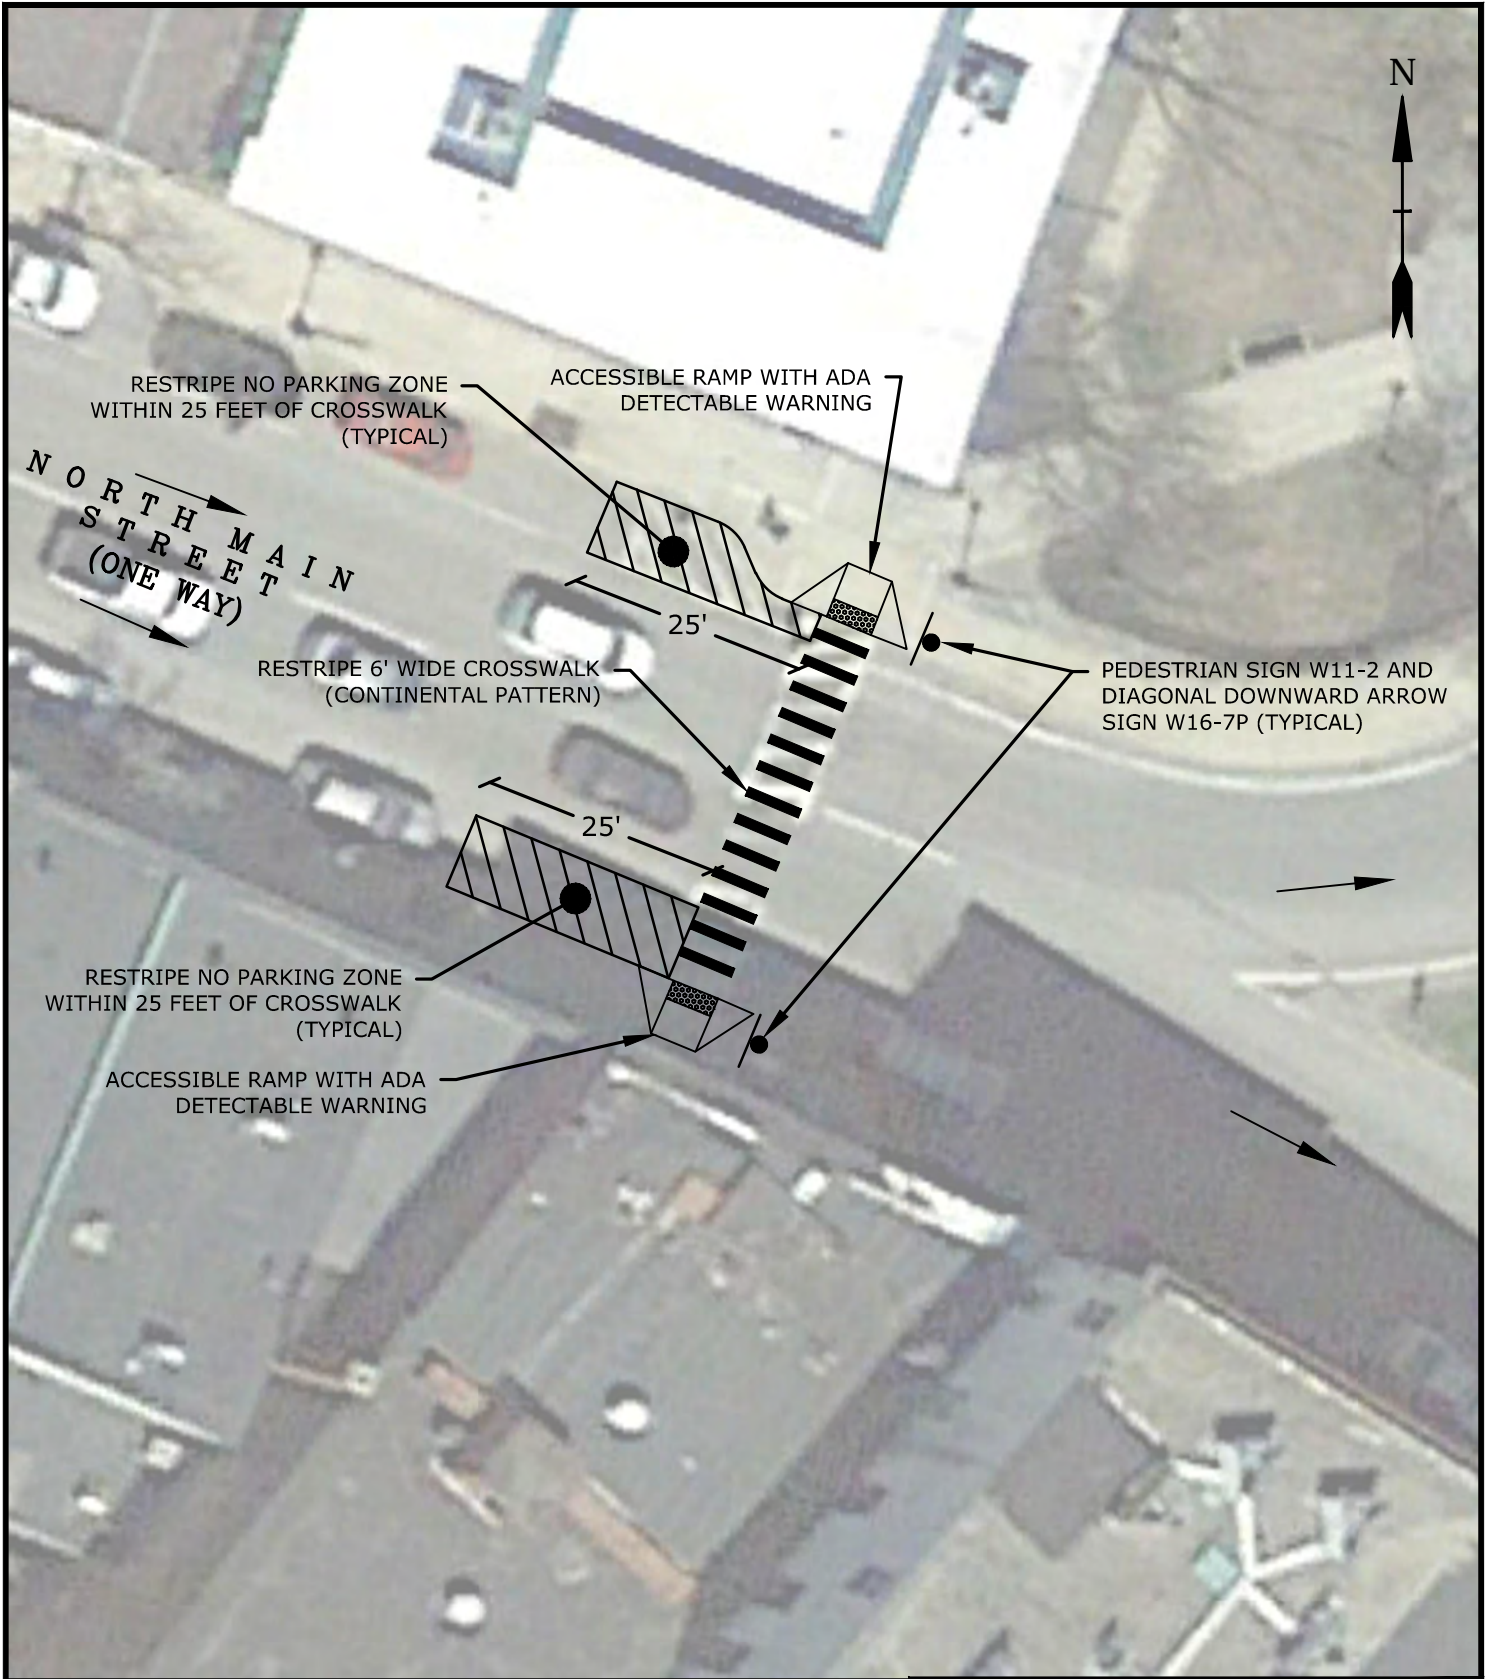 N
RESTRIPE NO PARKING ZONE
WITHIN 25 FEET OF CROSSWALK
(TYPICAL)
ACCESSIBLE RAMP WITH ADA
DETECTABLE WARNING
NORTH MAIN
STREET
(ONE WAY)
25'
RESTRIPE 6' WIDE CROSSWALK
(CONTINENTAL PATTERN)
PEDESTRIAN SIGN W11-2 AND
DIAGONAL DOWNWARD ARROW
SIGN W16-7P (TYPICAL)
25'
RESTRIPE NO PARKING ZONE
WITHIN 25 FEET OF CROSSWALK
(TYPICAL)
ACCESSIBLE RAMP WITH ADA
DETECTABLE WARNING